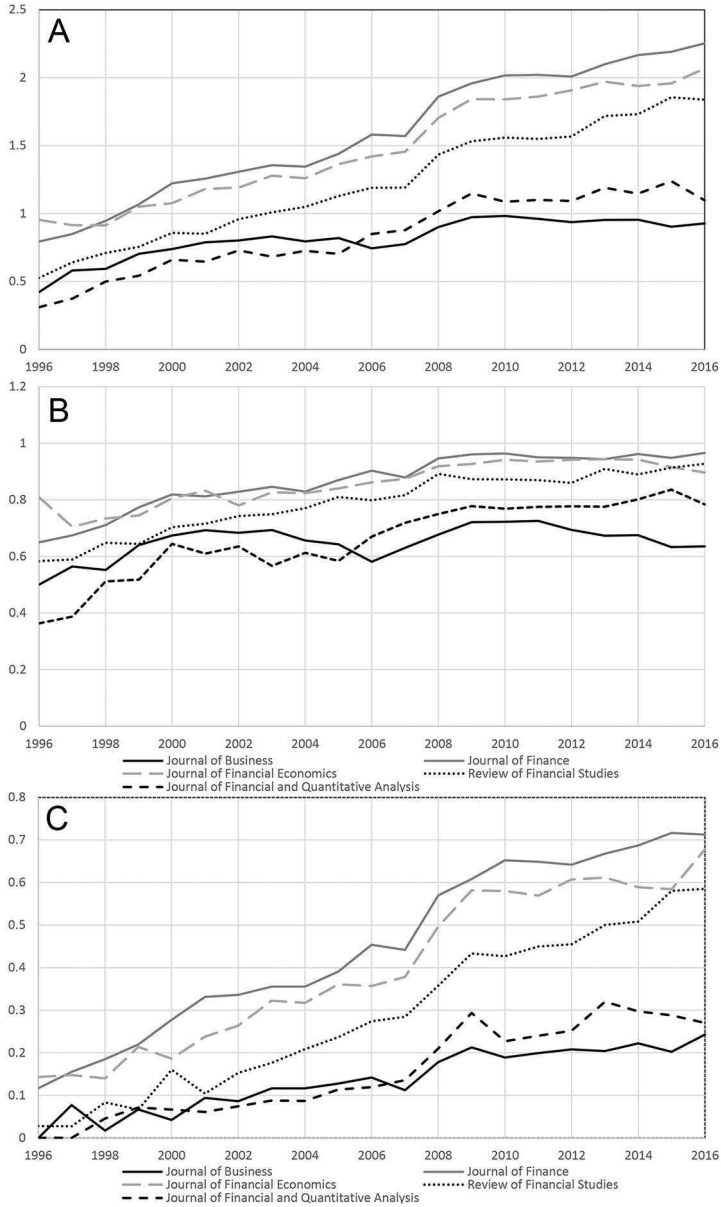 A
2.5
2
1.5
1
0.5
0
1996 1998 2000 2002 2004 2006 2008 2010 2012 2014 2016
B
1.2
1
0.8
0.6
0.4
0.2
0
1996 1998 2000 2002 2004 2006 2008 2010 2012 2014 2016
Journal of Business Journal of Finance
Journal of Financial Economics Review of Financial Studies
Journal of Financial and Quantitative Analysis
C
0.8
0.7
0.6
0.5
0.4
0.3
0.2
0.1
0
1996 1998 2000 2002 2004 2006 2008 2010 2012 2014 2016
Journal of Business Journal of Finance
Journal of Financial Economics Review of Financial Studies
Journal of Financial and Quantitative Analysis